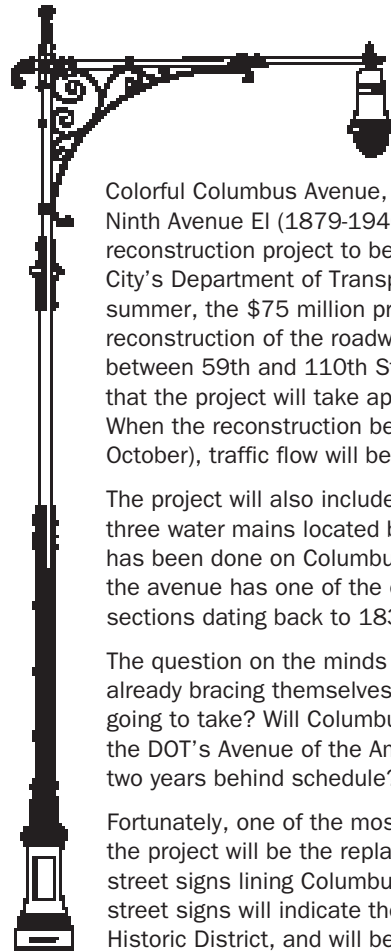 Colorful Columbus Avenue,
Ninth Avenue El (1879-194
reconstruction project to be
City's Department of Transp
summer, the $75 million pr
reconstruction of the roadw
between 59th and 110th St
that the project will take ap
When the reconstruction be
October), traffic flow will be
The project will also include
three water mains located b
has been done on Columbu
the avenue has one of the
sections dating back to 183
The question on the minds
already bracing themselves
going to take? Will Columbu
the DOT's Avenue of the Am
two years behind schedule?
Fortunately, one of the mos
the project will be the repla
street signs lining Columbu
street signs will indicate the
Historic District, and will be